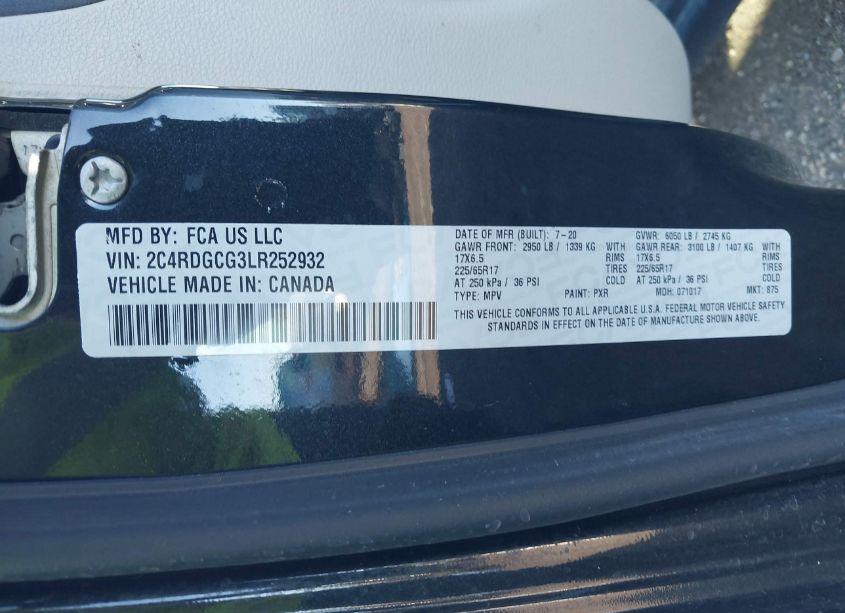 MFD BY: FCA US LLC
VIN: 2C4RDGCG3LR252932
VEHICLE MADE IN: CANADA
DATE OF MFR (BUILT): 7-20 GVWR: 6050 LB / 2745 KG
GAWR FRONT: 2950 LB / 1339 KG GAWR REAR: 3100 LB / 1407 KG
17X6.5 RIMS 17X6.5 RIMS
225/65R17 TIRES 225/65R17 TIRES
AT 250 kPa / 36 PSI COLD AT 250 kPa / 36 PSI COLD
TYPE: MPV PAINT: PXR MDH: 071017 MKT: 875
THIS VEHICLE CONFORMS TO ALL APPLICABLE U.S.A. FEDERAL MOTOR VEHICLE SAFETY
STANDARDS IN EFFECT ON THE DATE OF MANUFACTURE SHOWN ABOVE.